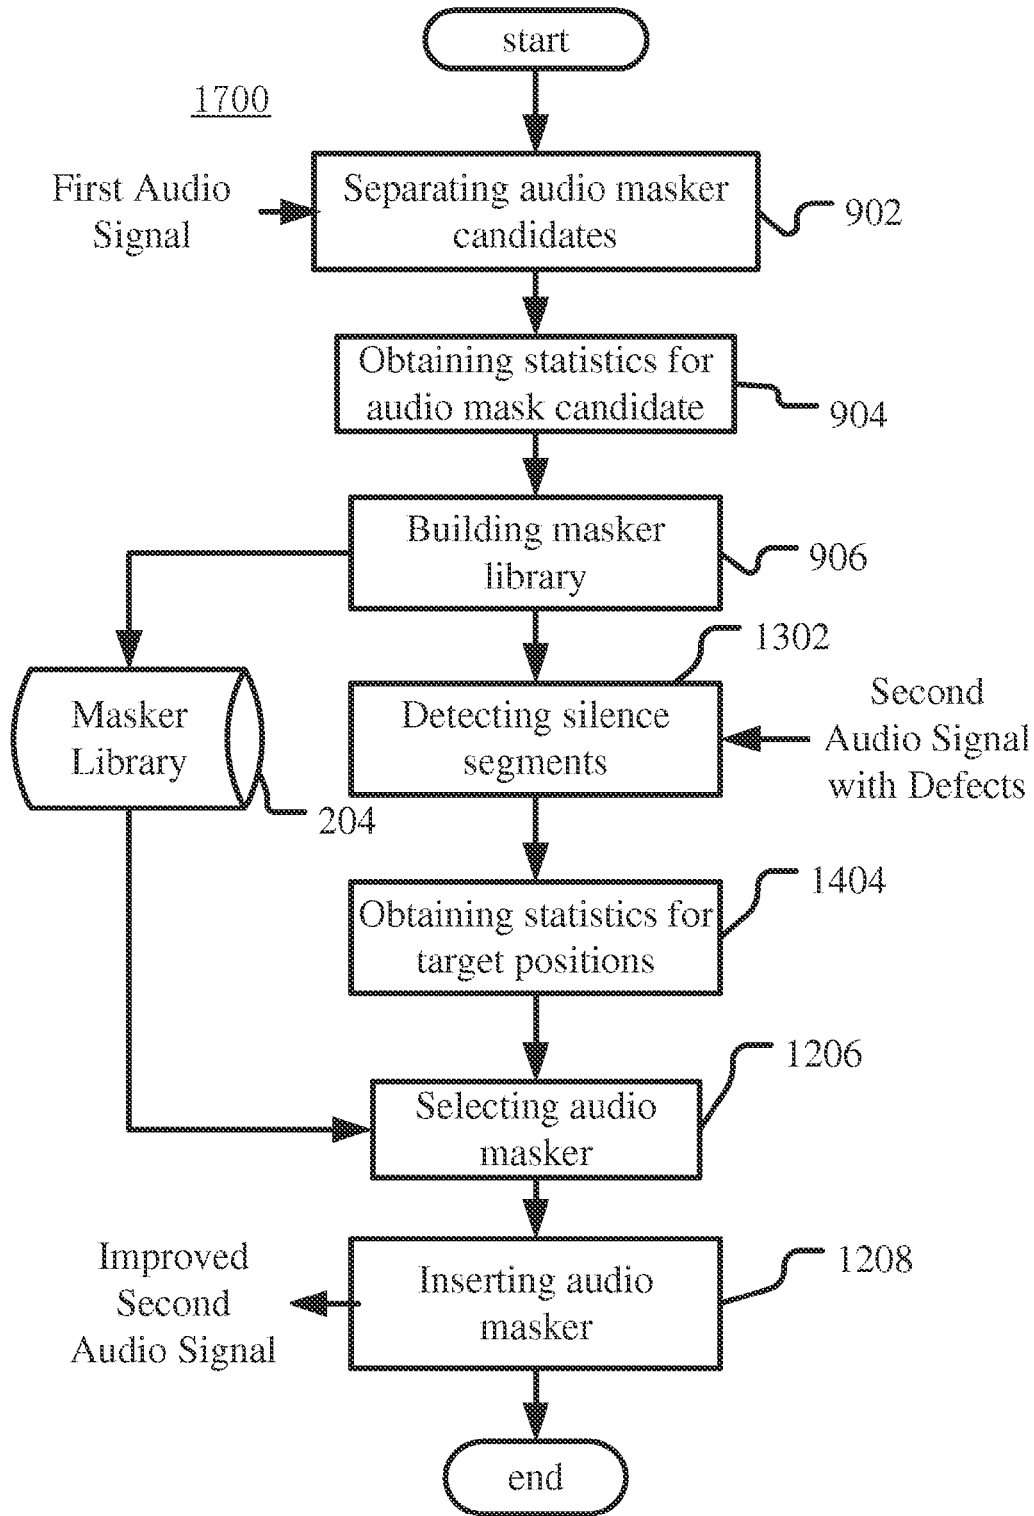 start
1700
First Audio
Signal
Separating audio masker
candidates
902
Obtaining statistics for
audio mask candidate
904
Building masker
library
906
1302
Masker
Library
204
Detecting silence
segments
Second
Audio Signal
with Defects
1404
Obtaining statistics for
target positions
1206
Selecting audio
masker
Improved
Second
Audio Signal
Inserting audio
masker
1208
end